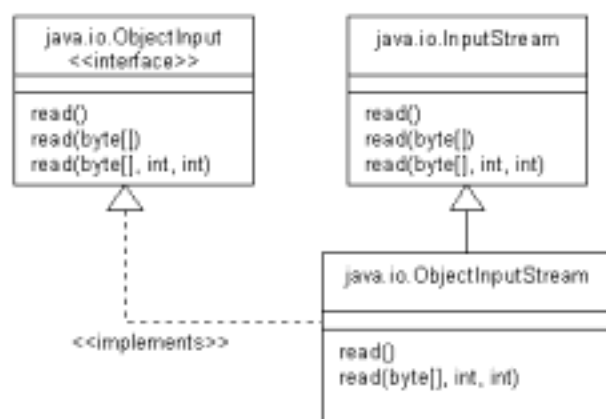 java.io.ObjectInput
<<interface>>
read()
read(byte[])
read(byte[], int, int)
java.io.InputStream
read()
read(byte[])
read(byte[], int, int)
java.io.ObjectInputStream
read()
read(byte[], int, int)
<<implements>>